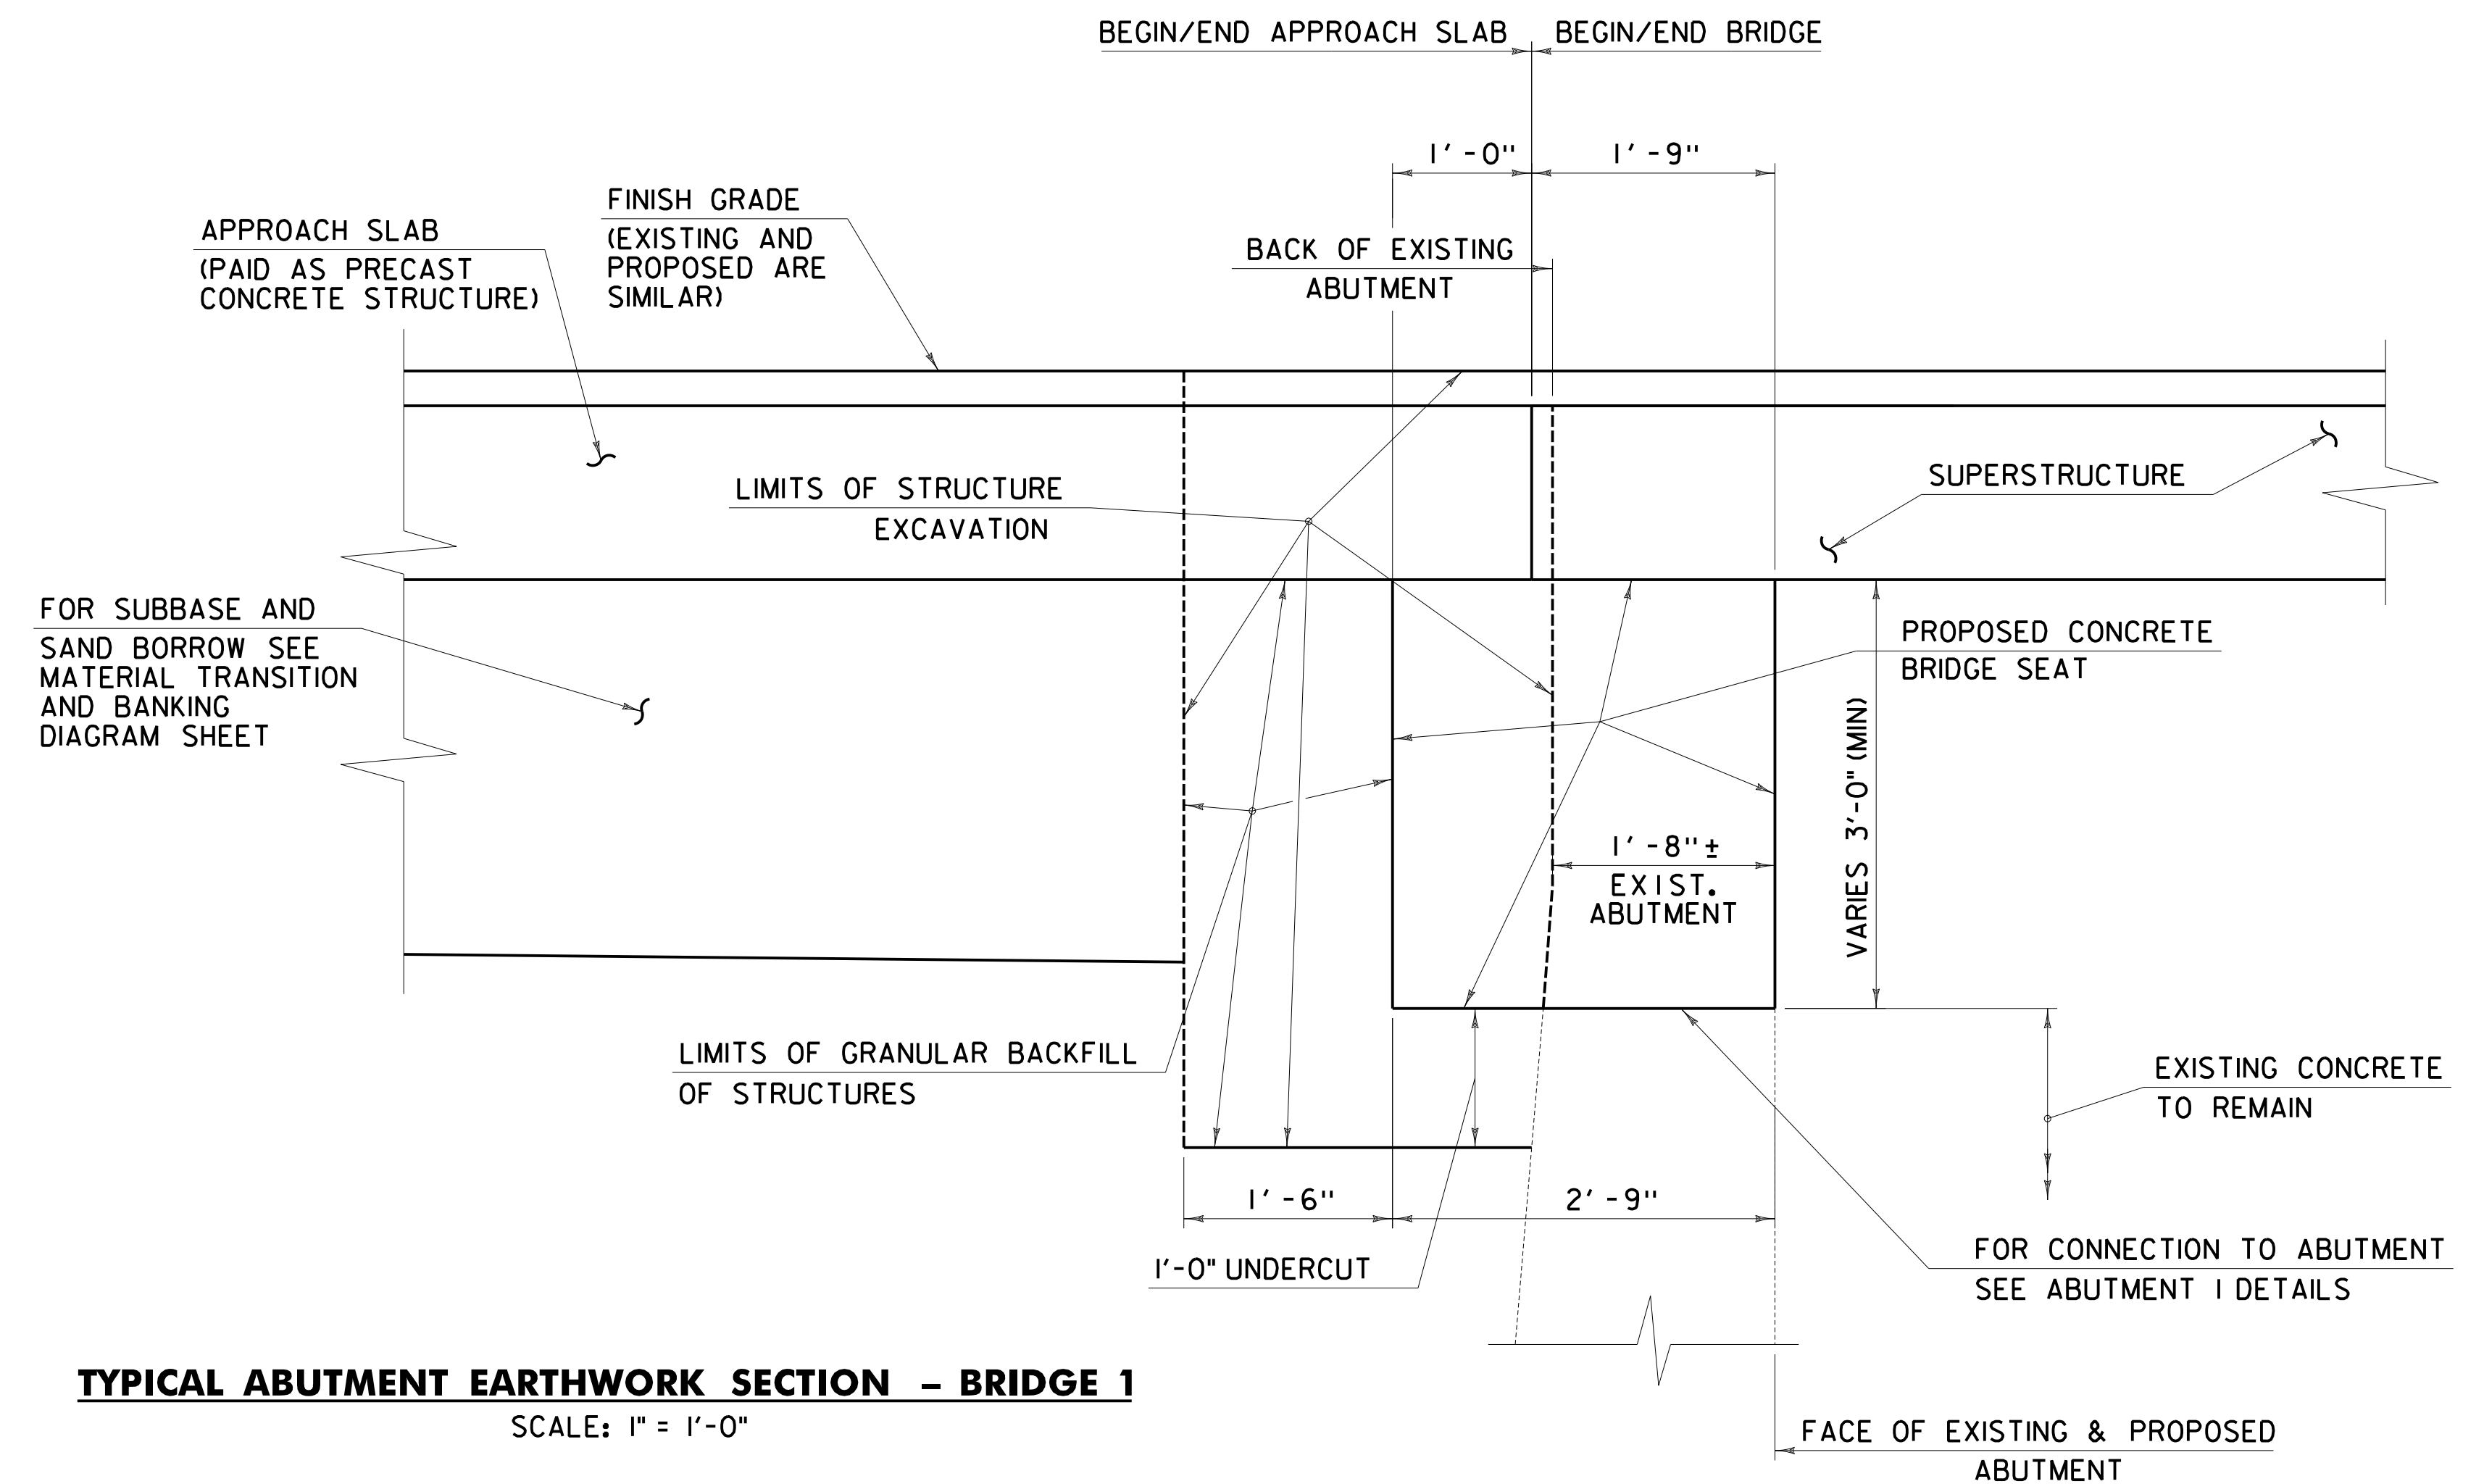 BEGIN/END APPROACH SLAB
BEGIN/END BRIDGE
1'-0"
1'-9"
FINISH GRADE
(EXISTING AND
PROPOSED ARE
SIMILAR)
APPROACH SLAB
(PAID AS PRECAST
CONCRETE STRUCTURE)
BACK OF EXISTING
ABUTMENT
LIMITS OF STRUCTURE
EXCAVATION
SUPERSTRUCTURE
FOR SUBBASE AND
SAND BORROW SEE
MATERIAL TRANSITION
AND BANKING
DIAGRAM SHEET
PROPOSED CONCRETE
BRIDGE SEAT
VARIES 3'-0" (MIN)
1'-8"±
EXIST.
ABUTMENT
LIMITS OF GRANULAR BACKFILL
OF STRUCTURES
EXISTING CONCRETE
TO REMAIN
1'-6"
2'-9"
1'-0" UNDERCUT
FOR CONNECTION TO ABUTMENT
SEE ABUTMENT 1 DETAILS
TYPICAL ABUTMENT EARTHWORK SECTION - BRIDGE 1
SCALE: 1" = 1'-0"
FACE OF EXISTING & PROPOSED
ABUTMENT